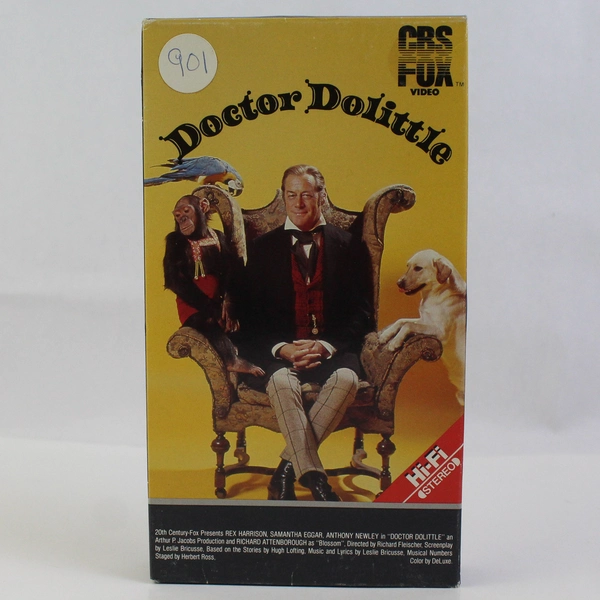 901
CBS
FOX
VIDEO
TM
Doctor Dolittle
Hi-Fi
STEREO
20th Century-Fox Presents REX HARRISON, SAMANTHA EGGAR, ANTHONY NEWLEY in "DOCTOR DOLITTLE" an
Arthur P. Jacobs Production and RICHARD ATTENBOROUGH as "Blossom". Directed by Richard Fleischer, Screenplay
by Leslie Bricusse, Based on the Stories by Hugh Lofting. Music and Lyrics by Leslie Bricusse, Musical Numbers
Staged by Herbert Ross.
Color by DeLuxe.